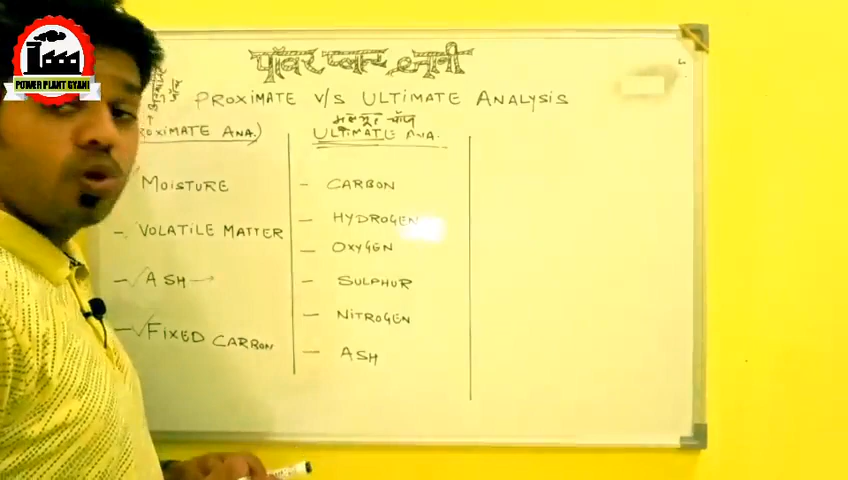 POWER PLANT GYANI
पॉवर प्लान्ट ज्ञानी
PROXIMATE V/S ULTIMATE ANALYSIS
ROXIMATE ANA.)
MOISTURE
VOLATILE MATTER
ASH
FIXED CARBON
ULTIMATE ANA.
CARBON
HYDROGEN
OXYGEN
SULPHUR
NITROGEN
ASH